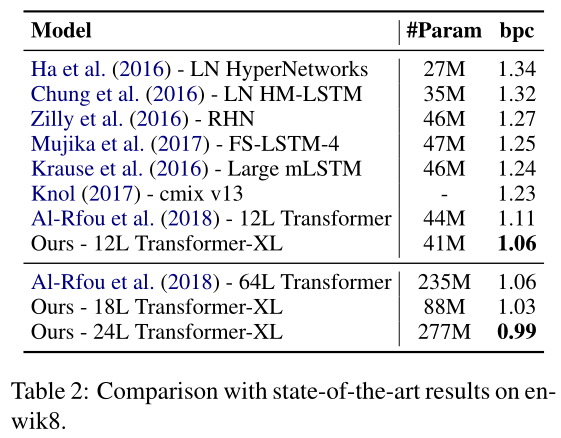 Model #Param bpc
Ha et al. (2016) - LN HyperNetworks 27M 1.34
Chung et al. (2016) - LN HM-LSTM 35M 1.32
Zilly et al. (2016) - RHN 46M 1.27
Mujika et al. (2017) - FS-LSTM-4 47M 1.25
Krause et al. (2016) - Large mLSTM 46M 1.24
Knol (2017) - cmix v13 - 1.23
Al-Rfou et al. (2018) - 12L Transformer 44M 1.11
Ours - 12L Transformer-XL 41M 1.06
Al-Rfou et al. (2018) - 64L Transformer 235M 1.06
Ours - 18L Transformer-XL 88M 1.03
Ours - 24L Transformer-XL 277M 0.99
Table 2: Comparison with state-of-the-art results on en-
wik8.